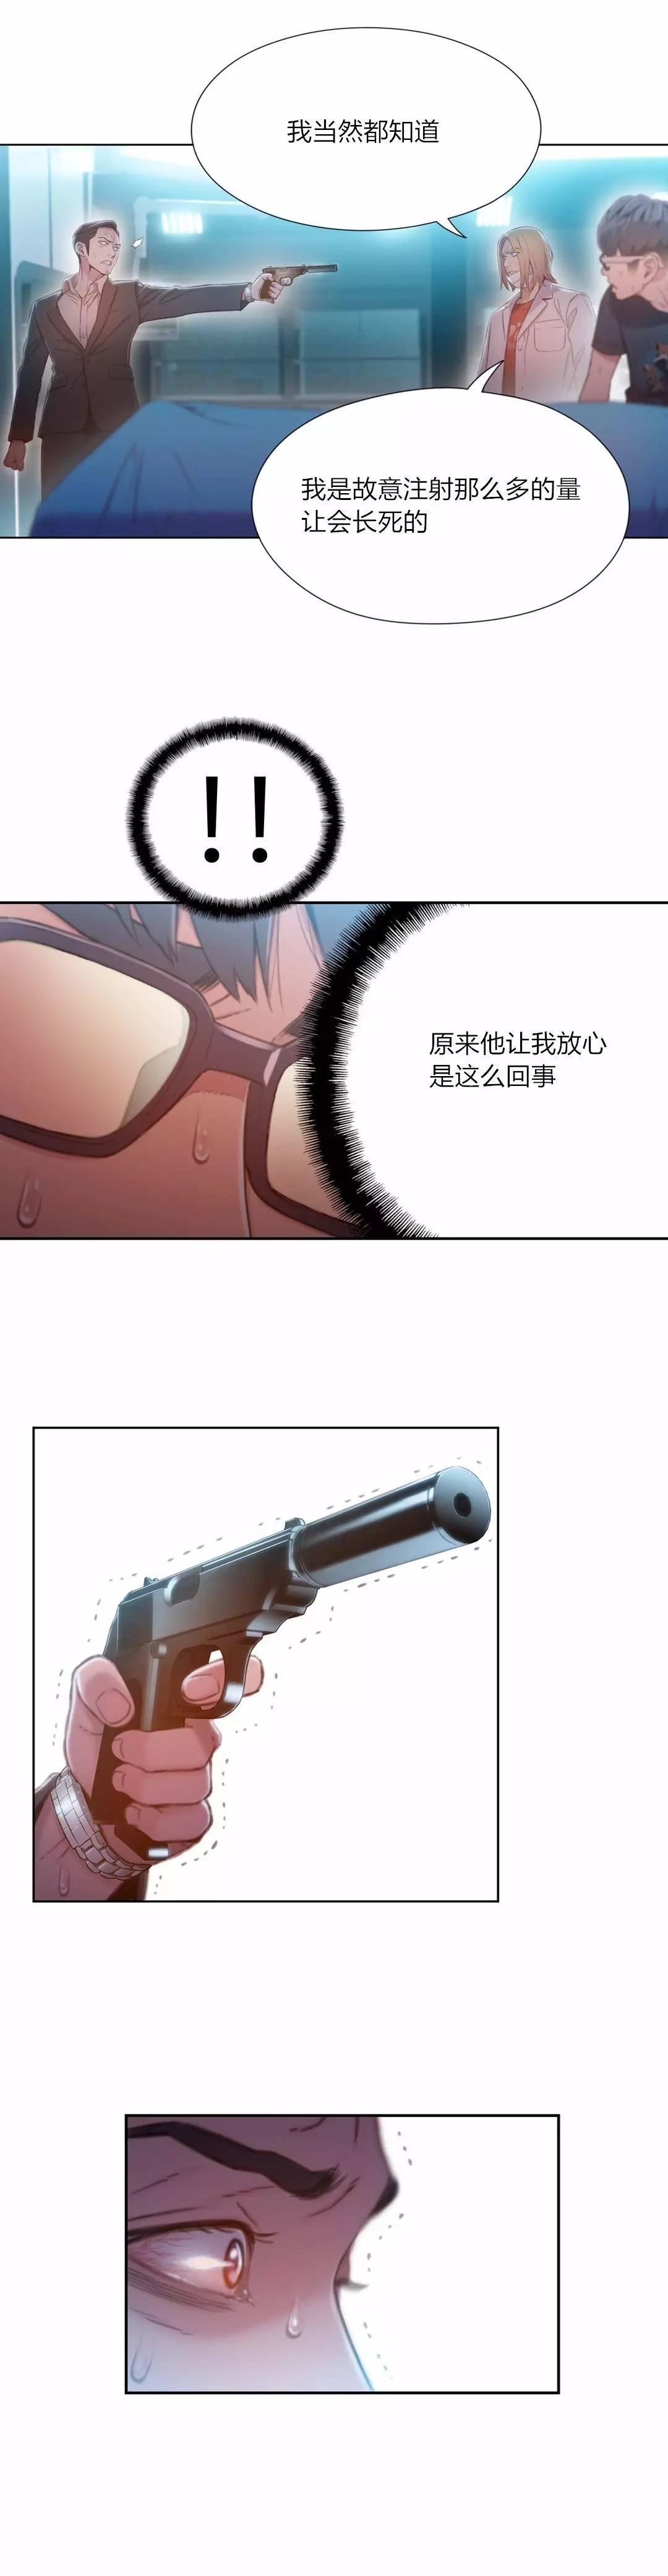 我当然都知道
我是故意注射那么多的量
让会长死的
！！
原来他让我放心
是这么回事